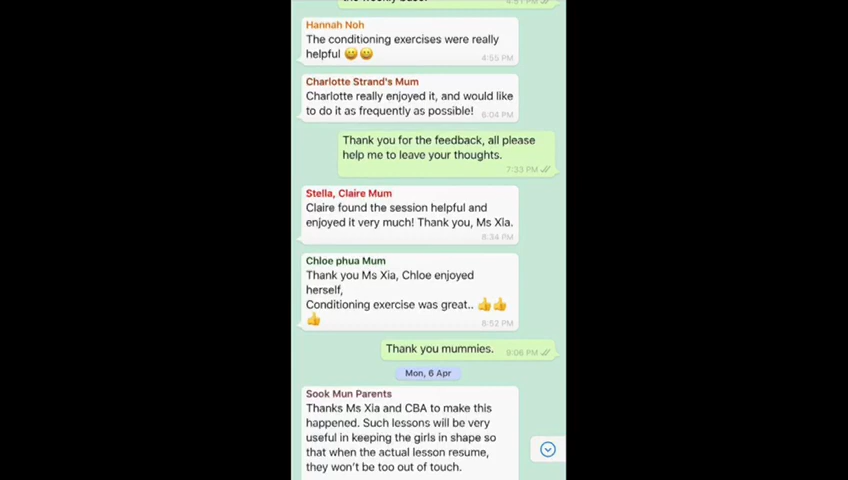 Hannah Noh
The conditioning exercises were really
helpful 😀😀
4:55 PM
Charlotte Strand's Mum
Charlotte really enjoyed it, and would like
to do it as frequently as possible!
6:04 PM
Thank you for the feedback, all please
help me to leave your thoughts.
7:33 PM
Stella, Claire Mum
Claire found the session helpful and
enjoyed it very much! Thank you, Ms Xia.
8:34 PM
Chloe phua Mum
Thank you Ms Xia, Chloe enjoyed
herself,
Conditioning exercise was great.. 👍👍
👍
8:52 PM
Thank you mummies.
9:06 PM
Mon, 6 Apr
Sook Mun Parents
Thanks Ms Xia and CBA to make this
happened. Such lessons will be very
useful in keeping the girls in shape so
that when the actual lesson resume,
they won't be too out of touch.